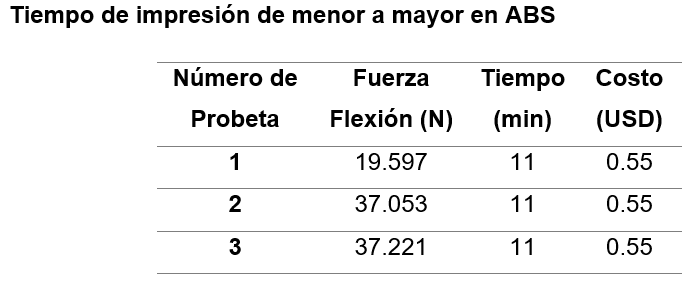 Tiempo de impresión de menor a mayor en ABS
Número de Probeta Fuerza Flexión (N) Tiempo (min) Costo (USD)
1 19.597 11 0.55
2 37.053 11 0.55
3 37.221 11 0.55